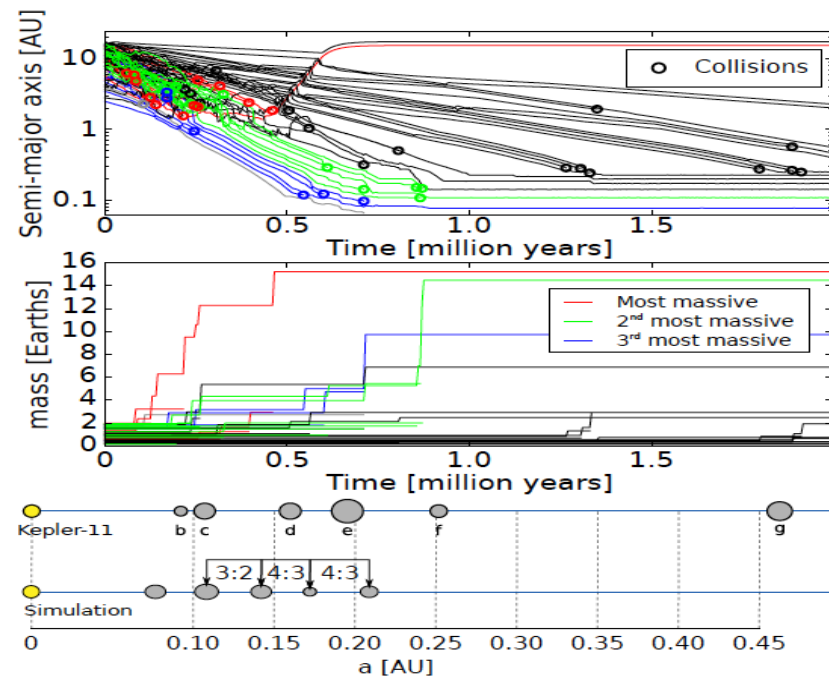 Semi-major axis [AU]
10
1
0.1
Collisions
0 0.5 1.0 1.5
Time [million years]
mass [Earths]
16
14
12
10
8
6
4
2
0
Most massive
2nd most massive
3rd most massive
0 0.5 1.0 1.5
Time [million years]
Kepler-11 b c d e f g
3:2 4:3 4:3
Simulation
0 0.10 0.15 0.20 0.25 0.30 0.35 0.40 0.45
a [AU]